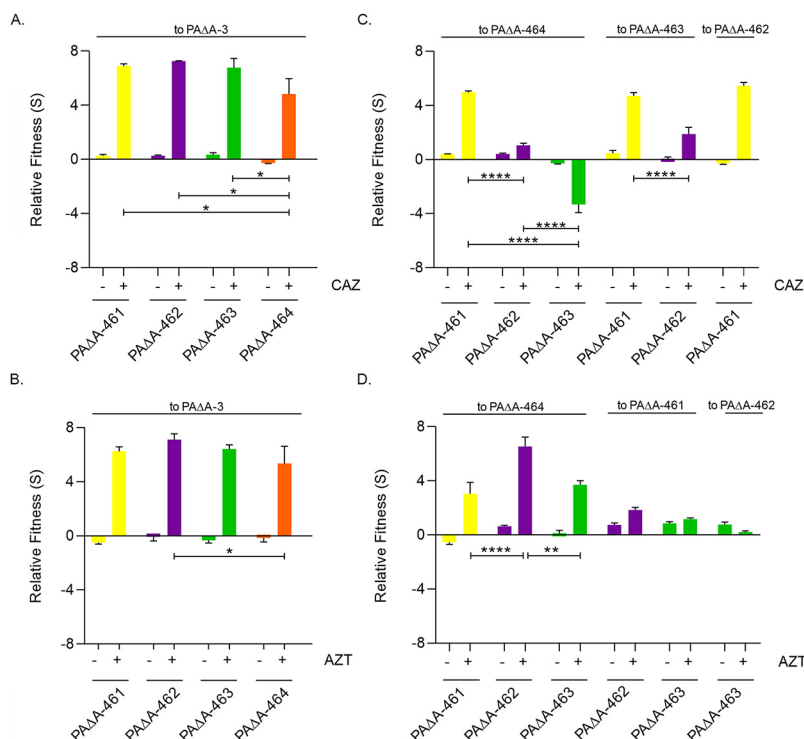 A.
to PAΔA-3
Relative Fitness (S)
8
4
0
-4
-8
*
*
*
- + - + - + - + CAZ
PAΔA-461 PAΔA-462 PAΔA-463 PAΔA-464
C.
to PAΔA-464 to PAΔA-463 to PAΔA-462
Relative Fitness (S)
8
4
0
-4
-8
**** ****
****
****
- + - + - + - + - + - + CAZ
PAΔA-461 PAΔA-462 PAΔA-463 PAΔA-461 PAΔA-462 PAΔA-461
B.
to PAΔA-3
Relative Fitness (S)
8
4
0
-4
-8
*
- + - + - + - + AZT
PAΔA-461 PAΔA-462 PAΔA-463 PAΔA-464
D.
to PAΔA-464 to PAΔA-461 to PAΔA-462
Relative Fitness (S)
8
4
0
-4
-8
**** **
- + - + - + - + - + - + AZT
PAΔA-461 PAΔA-462 PAΔA-463 PAΔA-462 PAΔA-463 PAΔA-463